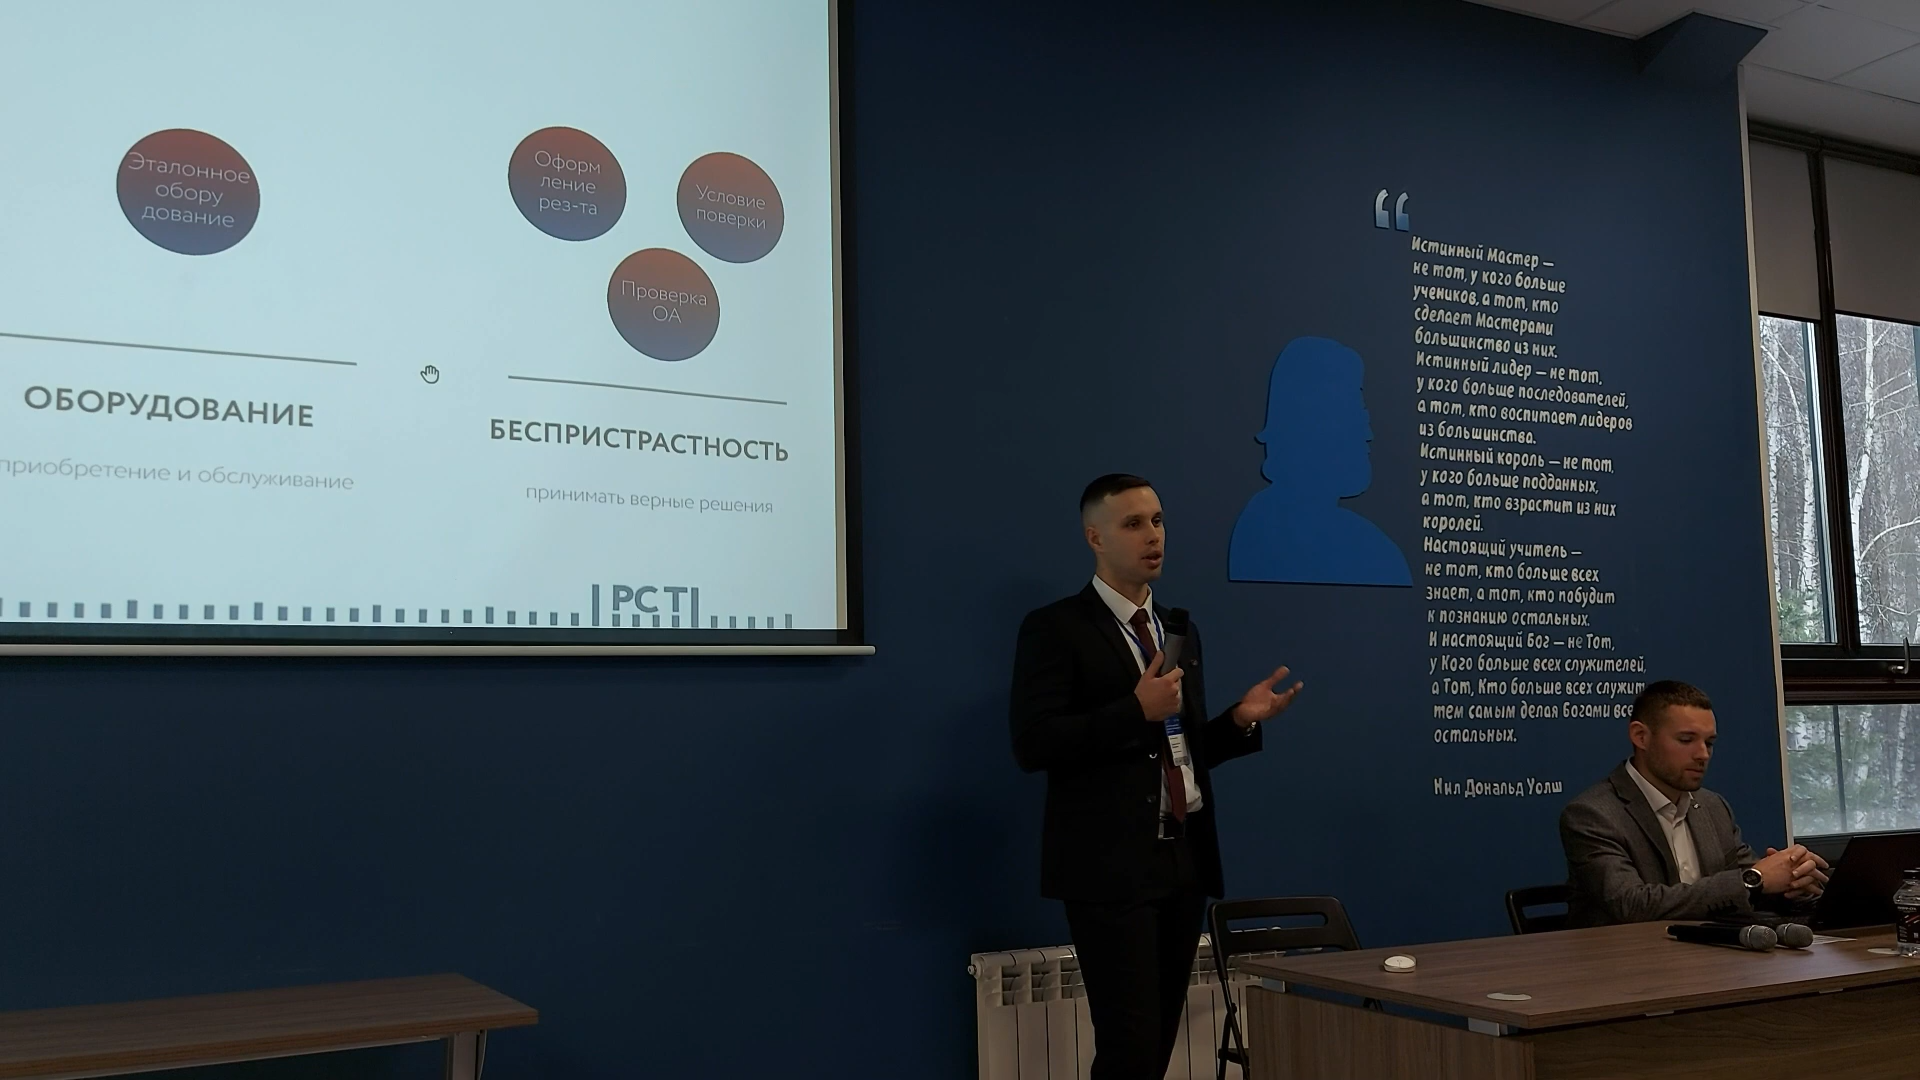 Эталонное
обору
дование
Оформ
ление
рез-та
Условие
поверки
Проверка
ОА
ОБОРУДОВАНИЕ
приобретение и обслуживание
БЕСПРИСТРАСТНОСТЬ
принимать верные решения
РСТ
“
Истинный Мастер —
не тот, у кого больше
учеников, а тот, кто
сделает Мастерами
большинство из них.
Истинный лидер — не тот,
у кого больше последователей,
а тот, кто воспитает лидеров
из большинства.
Истинный король — не тот,
у кого больше подданных,
а тот, кто взрастит из них
королей.
Настоящий учитель —
не тот, кто больше всех
знает, а тот, кто побудит
к познанию остальных.
И настоящий Бог — не Тот,
у Кого больше всех служителей,
а Тот, Кто больше всех служит
тем самым делая Богами все
остальных.
Нил Дональд Уолш